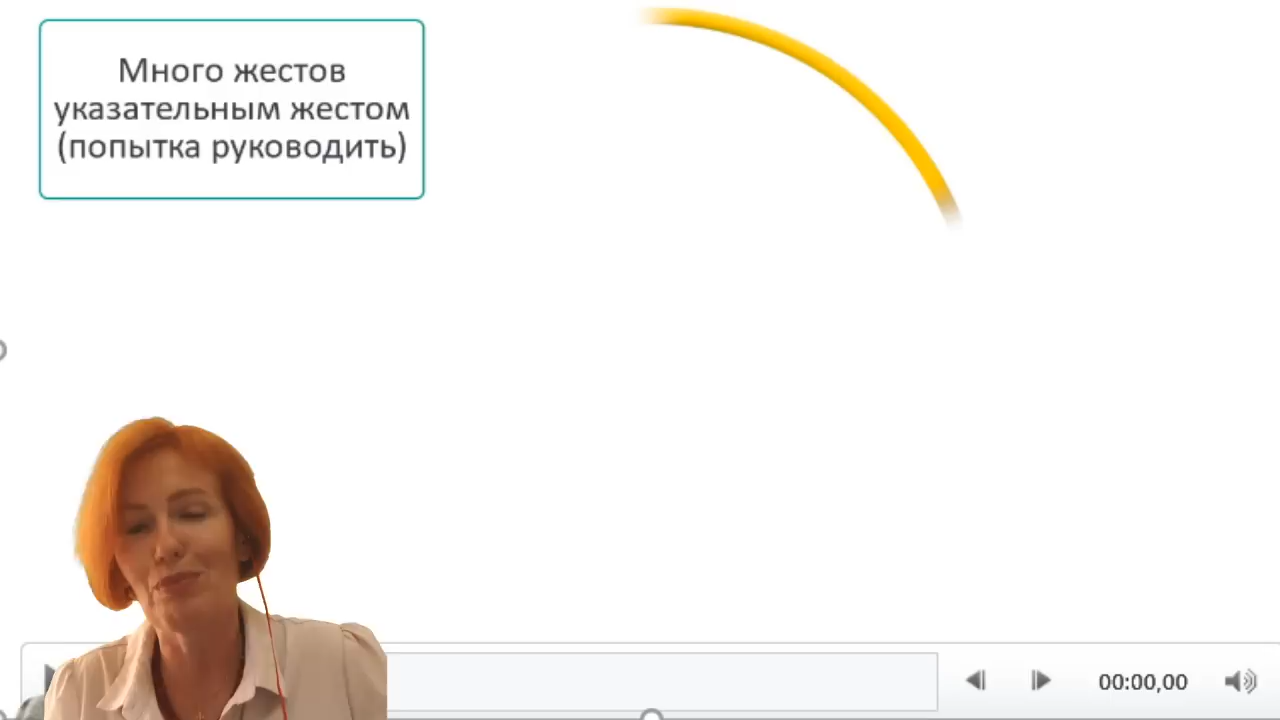 Много жестов
указательным жестом
(попытка руководить)
00:00,00